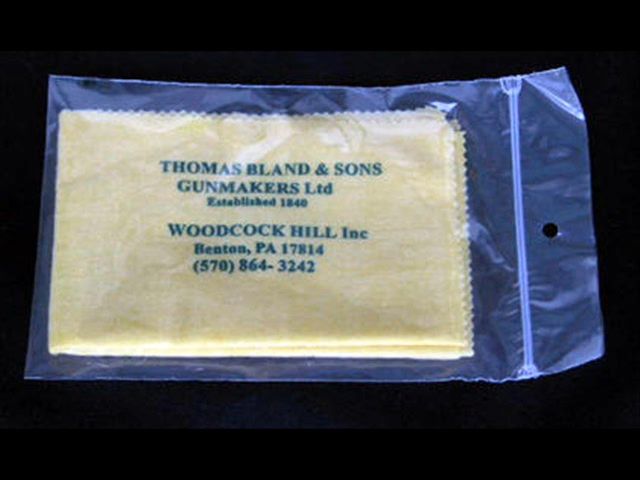 THOMAS BLAND & SONS
GUNMAKERS Ltd
Established 1840
WOODCOCK HILL Inc
Benton, PA 17814
(570) 864- 3242